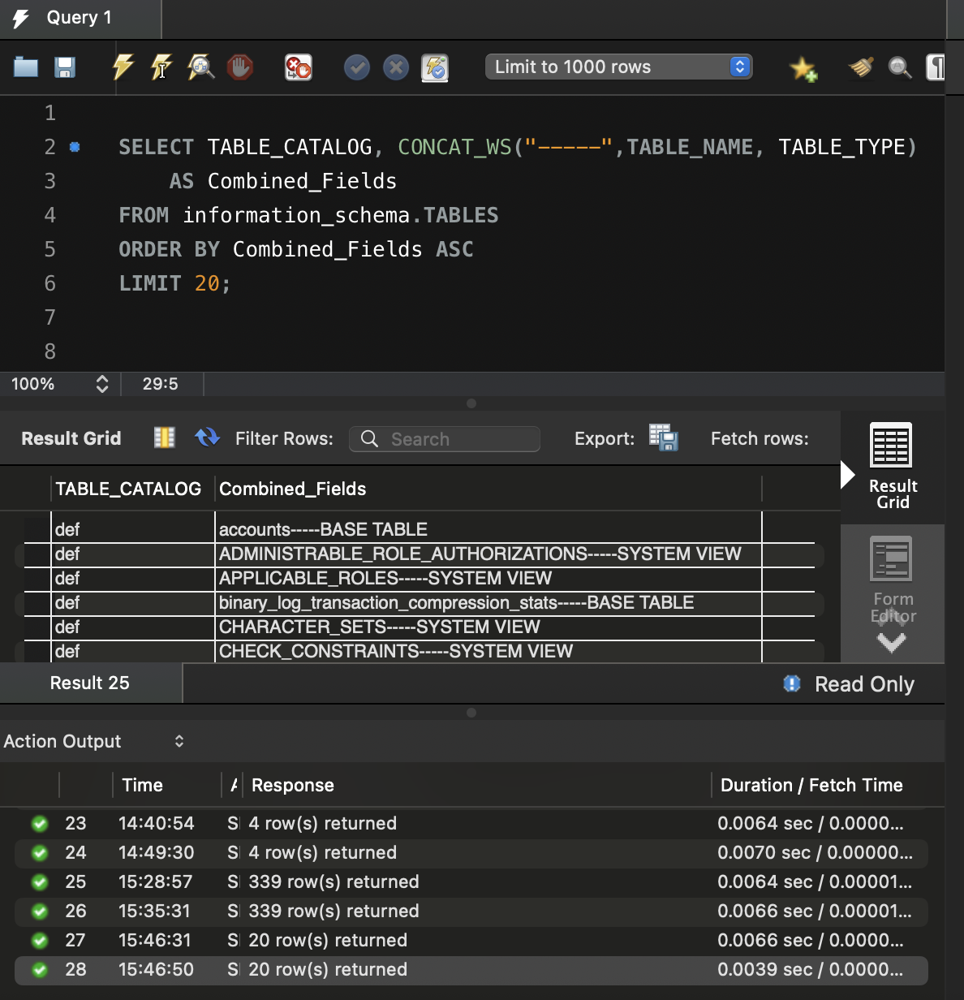 Query 1
Limit to 1000 rows
1
2 SELECT TABLE_CATALOG, CONCAT_WS("-----",TABLE_NAME, TABLE_TYPE)
3 AS Combined_Fields
4 FROM information_schema.TABLES
5 ORDER BY Combined_Fields ASC
6 LIMIT 20;
7
8
100% 29:5
Result Grid Filter Rows: Search Export: Fetch rows:
TABLE_CATALOG Combined_Fields
def accounts-----BASE TABLE
def ADMINISTRABLE_ROLE_AUTHORIZATIONS-----SYSTEM VIEW
def APPLICABLE_ROLES-----SYSTEM VIEW
def binary_log_transaction_compression_stats-----BASE TABLE
def CHARACTER_SETS-----SYSTEM VIEW
def CHECK_CONSTRAINTS-----SYSTEM VIEW
Result
Grid
Form
Editor
Result 25 Read Only
Action Output
Time Response Duration / Fetch Time
23 14:40:54 S 4 row(s) returned 0.0064 sec / 0.0000...
24 14:49:30 S 4 row(s) returned 0.0070 sec / 0.00000...
25 15:28:57 S 339 row(s) returned 0.0064 sec / 0.00001...
26 15:35:31 S 339 row(s) returned 0.0066 sec / 0.00001...
27 15:46:31 S 20 row(s) returned 0.0066 sec / 0.0000...
28 15:46:50 S 20 row(s) returned 0.0039 sec / 0.0000...